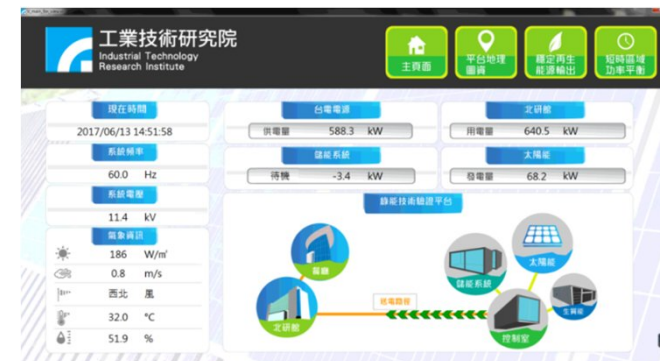 工業技術研究院
Industrial Technology
Research Institute
主頁面
平台地理
圖資
穩定再生
能源輸出
短時區域
功率平衡
現在時間
2017/06/13 14:51:58
系統頻率
60.0 Hz
系統電壓
11.4 kV
氣象資訊
186 W/㎡
0.8 m/s
西北 風
32.0 °C
51.9 %
台電電源
供電量 588.3 kW
北研館
用電量 640.5 kW
儲能系統
待機 -3.4 kW
太陽能
發電量 68.2 kW
綠能技術驗證平台
餐廳
北研館
送電路徑
儲能系統
太陽能
生質能
控制室